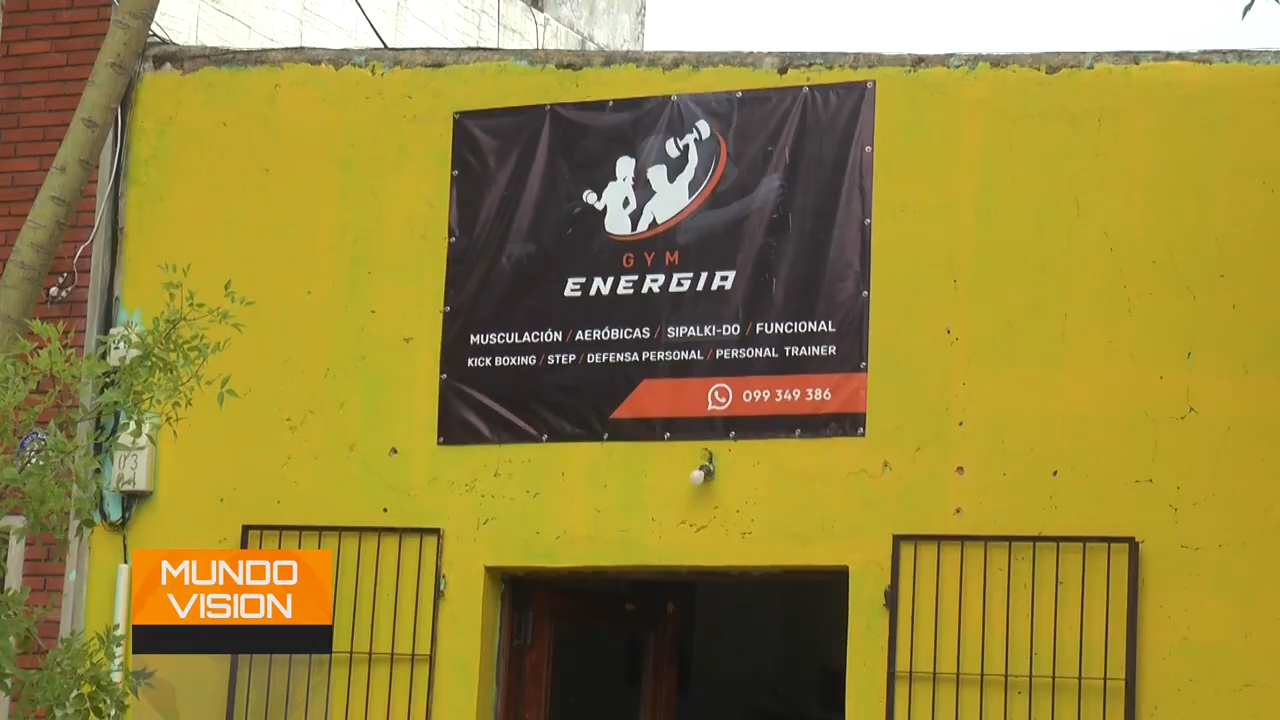 GYM
ENERGIA
MUSCULACIÓN / AERÓBICAS / SIPALKI-DO / FUNCIONAL
KICK BOXING / STEP / DEFENSA PERSONAL / PERSONAL TRAINER
099 349 386
03
MUNDO
VISION